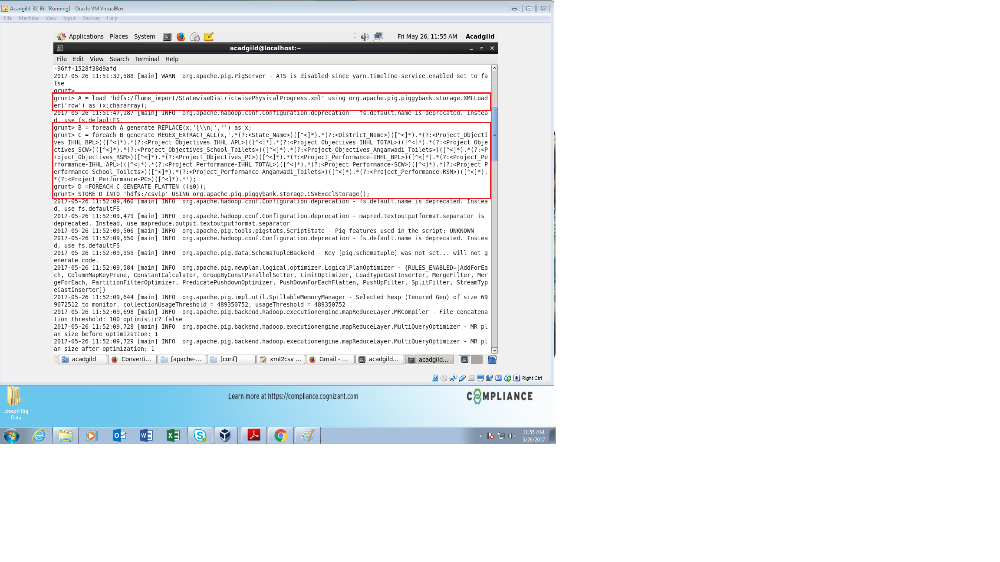 Acadgild_32_Bit [Running] - Oracle VM VirtualBox
File Machine View Input Devices Help
Applications Places System Fri May 26, 11:55 AM Acadgild
acadgild@localhost:~
File Edit View Search Terminal Help
-96ff-1528f38d9afd
2017-05-26 11:51:32,588 [main] WARN  org.apache.pig.PigServer - ATS is disabled since yarn.timeline-service.enabled set to fa
lse
grunt>
grunt> A = load 'hdfs:/flume_import/StatewiseDistrictwisePhysicalProgress.xml' using org.apache.pig.piggybank.storage.XMLLoad
er('row') as (x:chararray);
2017-05-26 11:51:47,187 [main] INFO  org.apache.hadoop.conf.Configuration.deprecation - fs.default.name is deprecated. Instea
d, use fs.defaultFS
grunt> B = foreach A generate REPLACE(x,'[\\n]','') as x;
grunt> C = foreach B generate REGEX_EXTRACT_ALL(x,'.*(?:<State_Name>)([^<]*).*(?:<District_Name>)([^<]*).*(?:<Project_Objecti
ves_IHHL_BPL>)([^<]*).*(?:<Project_Objectives_IHHL_APL>)([^<]*).*(?:<Project_Objectives_IHHL_TOTAL>)([^<]*).*(?:<Project_Obje
ctives_SCW>)([^<]*).*(?:<Project_Objectives_School_Toilets>)([^<]*).*(?:<Project_Objectives_Anganwadi_Toilets>)([^<]*).*(?:<P
roject_Objectives_RSM>)([^<]*).*(?:<Project_Objectives_PC>)([^<]*).*(?:<Project_Performance-IHHL_BPL>)([^<]*).*(?:<Project_Pe
rformance-IHHL_APL>)([^<]*).*(?:<Project_Performance-IHHL_TOTAL>)([^<]*).*(?:<Project_Performance-SCW>)([^<]*).*(?:<Project_P
erformance-School_Toilets>)([^<]*).*(?:<Project_Performance-Anganwadi_Toilets>)([^<]*).*(?:<Project_Performance-RSM>)([^<]*).
*(?:<Project_Performance-PC>)([^<]*).*');
grunt> D =FOREACH C GENERATE FLATTEN (($0));
grunt> STORE D INTO 'hdfs:/csvip' USING org.apache.pig.piggybank.storage.CSVExcelStorage();
2017-05-26 11:52:09,460 [main] INFO  org.apache.hadoop.conf.Configuration.deprecation - fs.default.name is deprecated. Instea
d, use fs.defaultFS
2017-05-26 11:52:09,479 [main] INFO  org.apache.hadoop.conf.Configuration.deprecation - mapred.textoutputformat.separator is
deprecated. Instead, use mapreduce.output.textoutputformat.separator
2017-05-26 11:52:09,506 [main] INFO  org.apache.pig.tools.pigstats.ScriptState - Pig features used in the script: UNKNOWN
2017-05-26 11:52:09,550 [main] INFO  org.apache.hadoop.conf.Configuration.deprecation - fs.default.name is deprecated. Instea
d, use fs.defaultFS
2017-05-26 11:52:09,555 [main] INFO  org.apache.pig.data.SchemaTupleBackend - Key [pig.schematuple] was not set... will not g
enerate code.
2017-05-26 11:52:09,584 [main] INFO  org.apache.pig.newplan.logical.optimizer.LogicalPlanOptimizer - {RULES_ENABLED=[AddForEa
ch, ColumnMapKeyPrune, ConstantCalculator, GroupByConstParallelSetter, LimitOptimizer, LoadTypeCastInserter, MergeFilter, Mer
geForEach, PartitionFilterOptimizer, PredicatePushdownOptimizer, PushDownForEachFlatten, PushUpFilter, SplitFilter, StreamTyp
eCastInserter]}
2017-05-26 11:52:09,644 [main] INFO  org.apache.pig.impl.util.SpillableMemoryManager - Selected heap (Tenured Gen) of size 69
9072512 to monitor. collectionUsageThreshold = 489350752, usageThreshold = 489350752
2017-05-26 11:52:09,698 [main] INFO  org.apache.pig.backend.hadoop.executionengine.mapReduceLayer.MRCompiler - File concatena
tion threshold: 100 optimistic? false
2017-05-26 11:52:09,728 [main] INFO  org.apache.pig.backend.hadoop.executionengine.mapReduceLayer.MultiQueryOptimizer - MR pl
an size before optimization: 1
2017-05-26 11:52:09,729 [main] INFO  org.apache.pig.backend.hadoop.executionengine.mapReduceLayer.MultiQueryOptimizer - MR pl
an size after optimization: 1
acadgild Converti... [apache-... [conf] xml2csv ... Gmail - ... acadgild... acadgild...
Right Ctrl
Learn more at https://compliance.cognizant.com COMPLIANCE
Joseph Big
Data
11:55 AM
5/26/2017